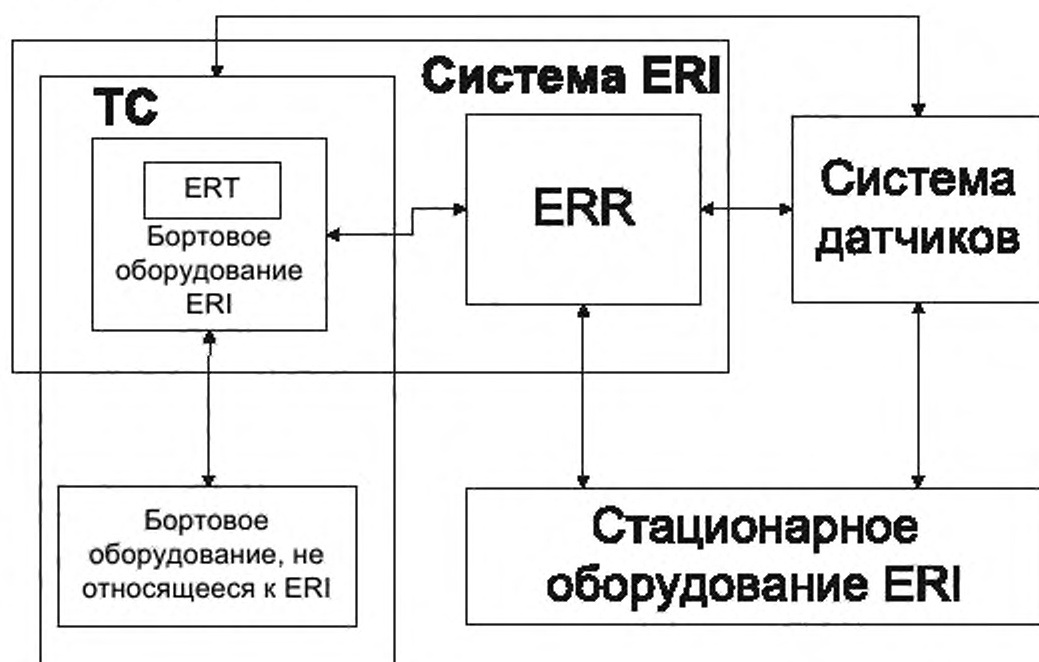 Система ERI
ТС
ERT
Бортовое
оборудование
ERI
ERR
Система
датчиков
Бортовое
оборудование, не
относящееся к ERI
Стационарное
оборудование ERI